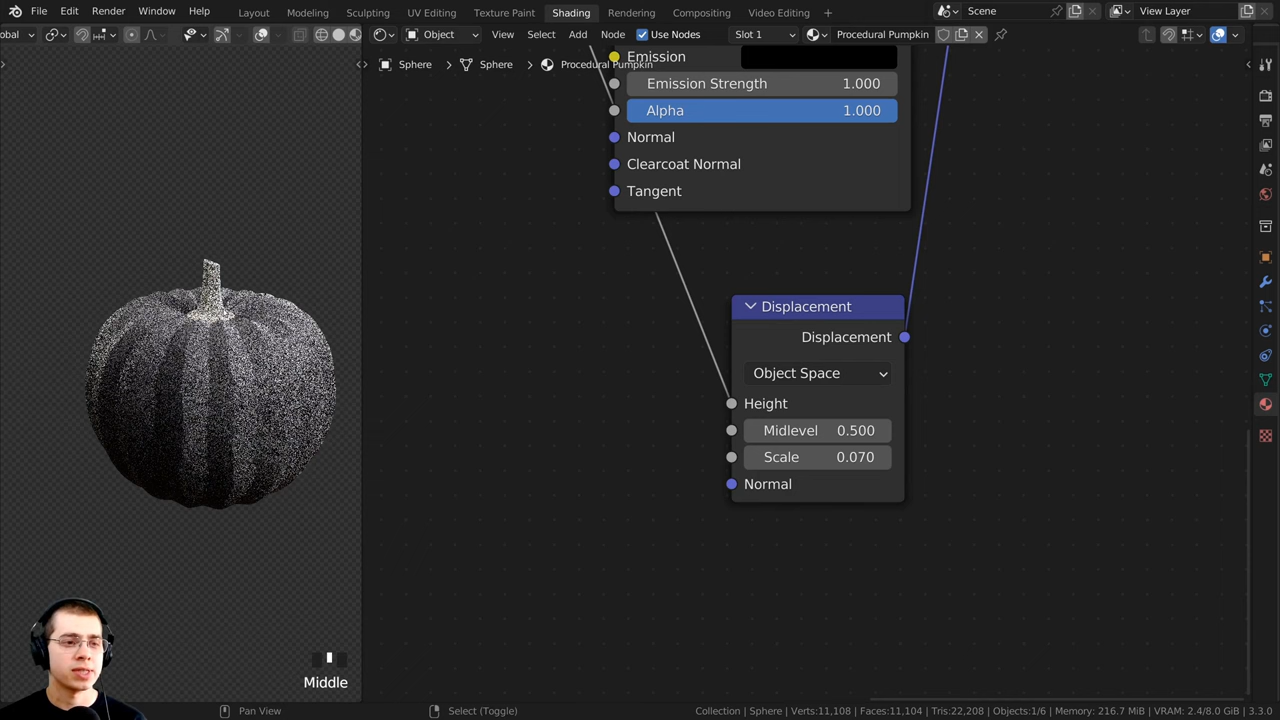 File Edit Render Window Help Layout Modeling Sculpting UV Editing Texture Paint Shading Rendering Compositing Video Editing Scene View Layer
obal Object View Select Add Node Use Nodes Slot 1 Procedural Pumpkin
Sphere Sphere Procedural Pumpkin
Emission
Emission Strength 1.000
Alpha 1.000
Normal
Clearcoat Normal
Tangent
Displacement
Displacement
Object Space
Height
Midlevel 0.500
Scale 0.070
Normal
Middle
Pan View Select (Toggle) Collection | Sphere | Verts:11,108 | Faces:11,104 | Tris:22,208 | Objects:1/6 | Memory: 216.7 MiB | VRAM: 2.4/8.0 GiB | 3.3.0